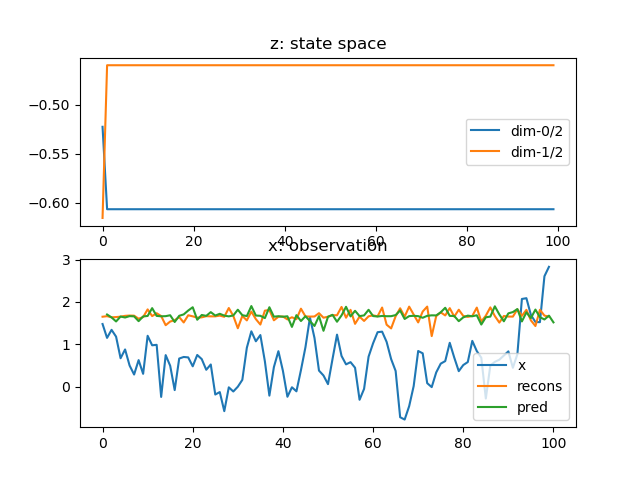 z: state space
−0.50
−0.55
−0.60
dim-0/2
dim-1/2
0 20 40 60 80 100
x: observation
3
2
1
0
x
recons
pred
0 20 40 60 80 100